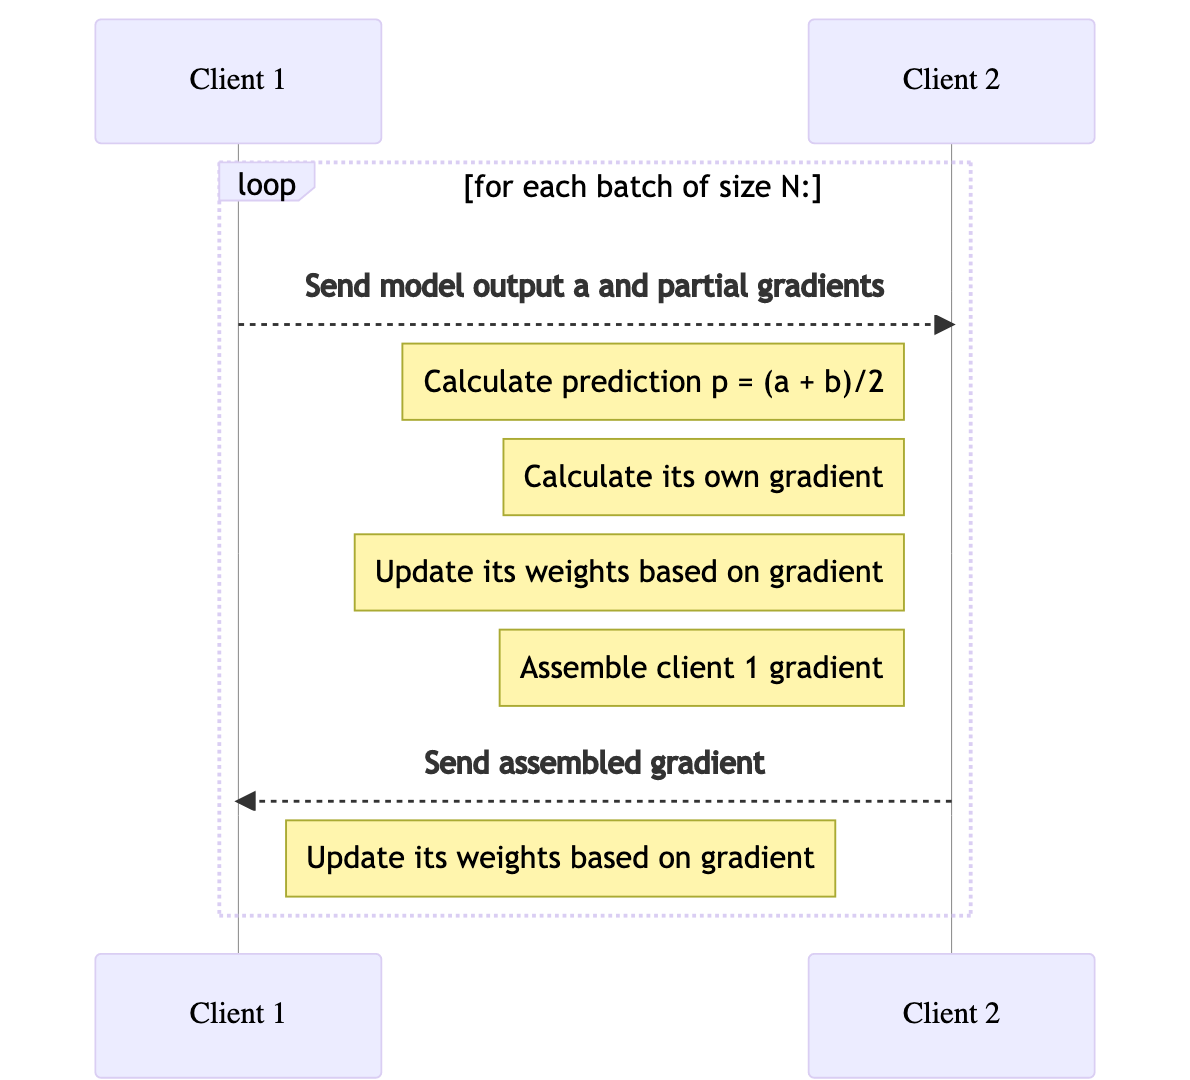 Client 1
Client 2
loop
[for each batch of size N:]
Send model output a and partial gradients
Calculate prediction p = (a + b)/2
Calculate its own gradient
Update its weights based on gradient
Assemble client 1 gradient
Send assembled gradient
Update its weights based on gradient
Client 1
Client 2